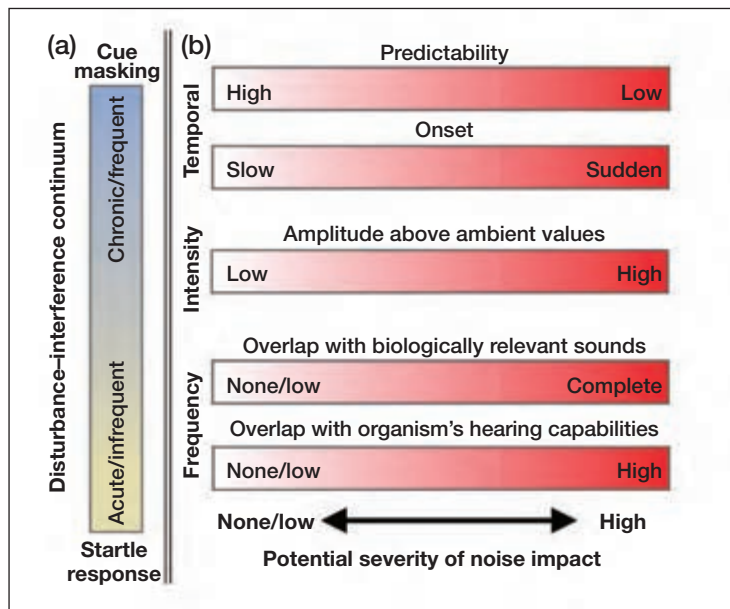 (a)
Cue
masking
Disturbance–interference continuum
Chronic/frequent
Acute/infrequent
Startle
response
(b)
Temporal
Predictability
High Low
Onset
Slow Sudden
Intensity
Amplitude above ambient values
Low High
Frequency
Overlap with biologically relevant sounds
None/low Complete
Overlap with organism's hearing capabilities
None/low High
None/low High
Potential severity of noise impact